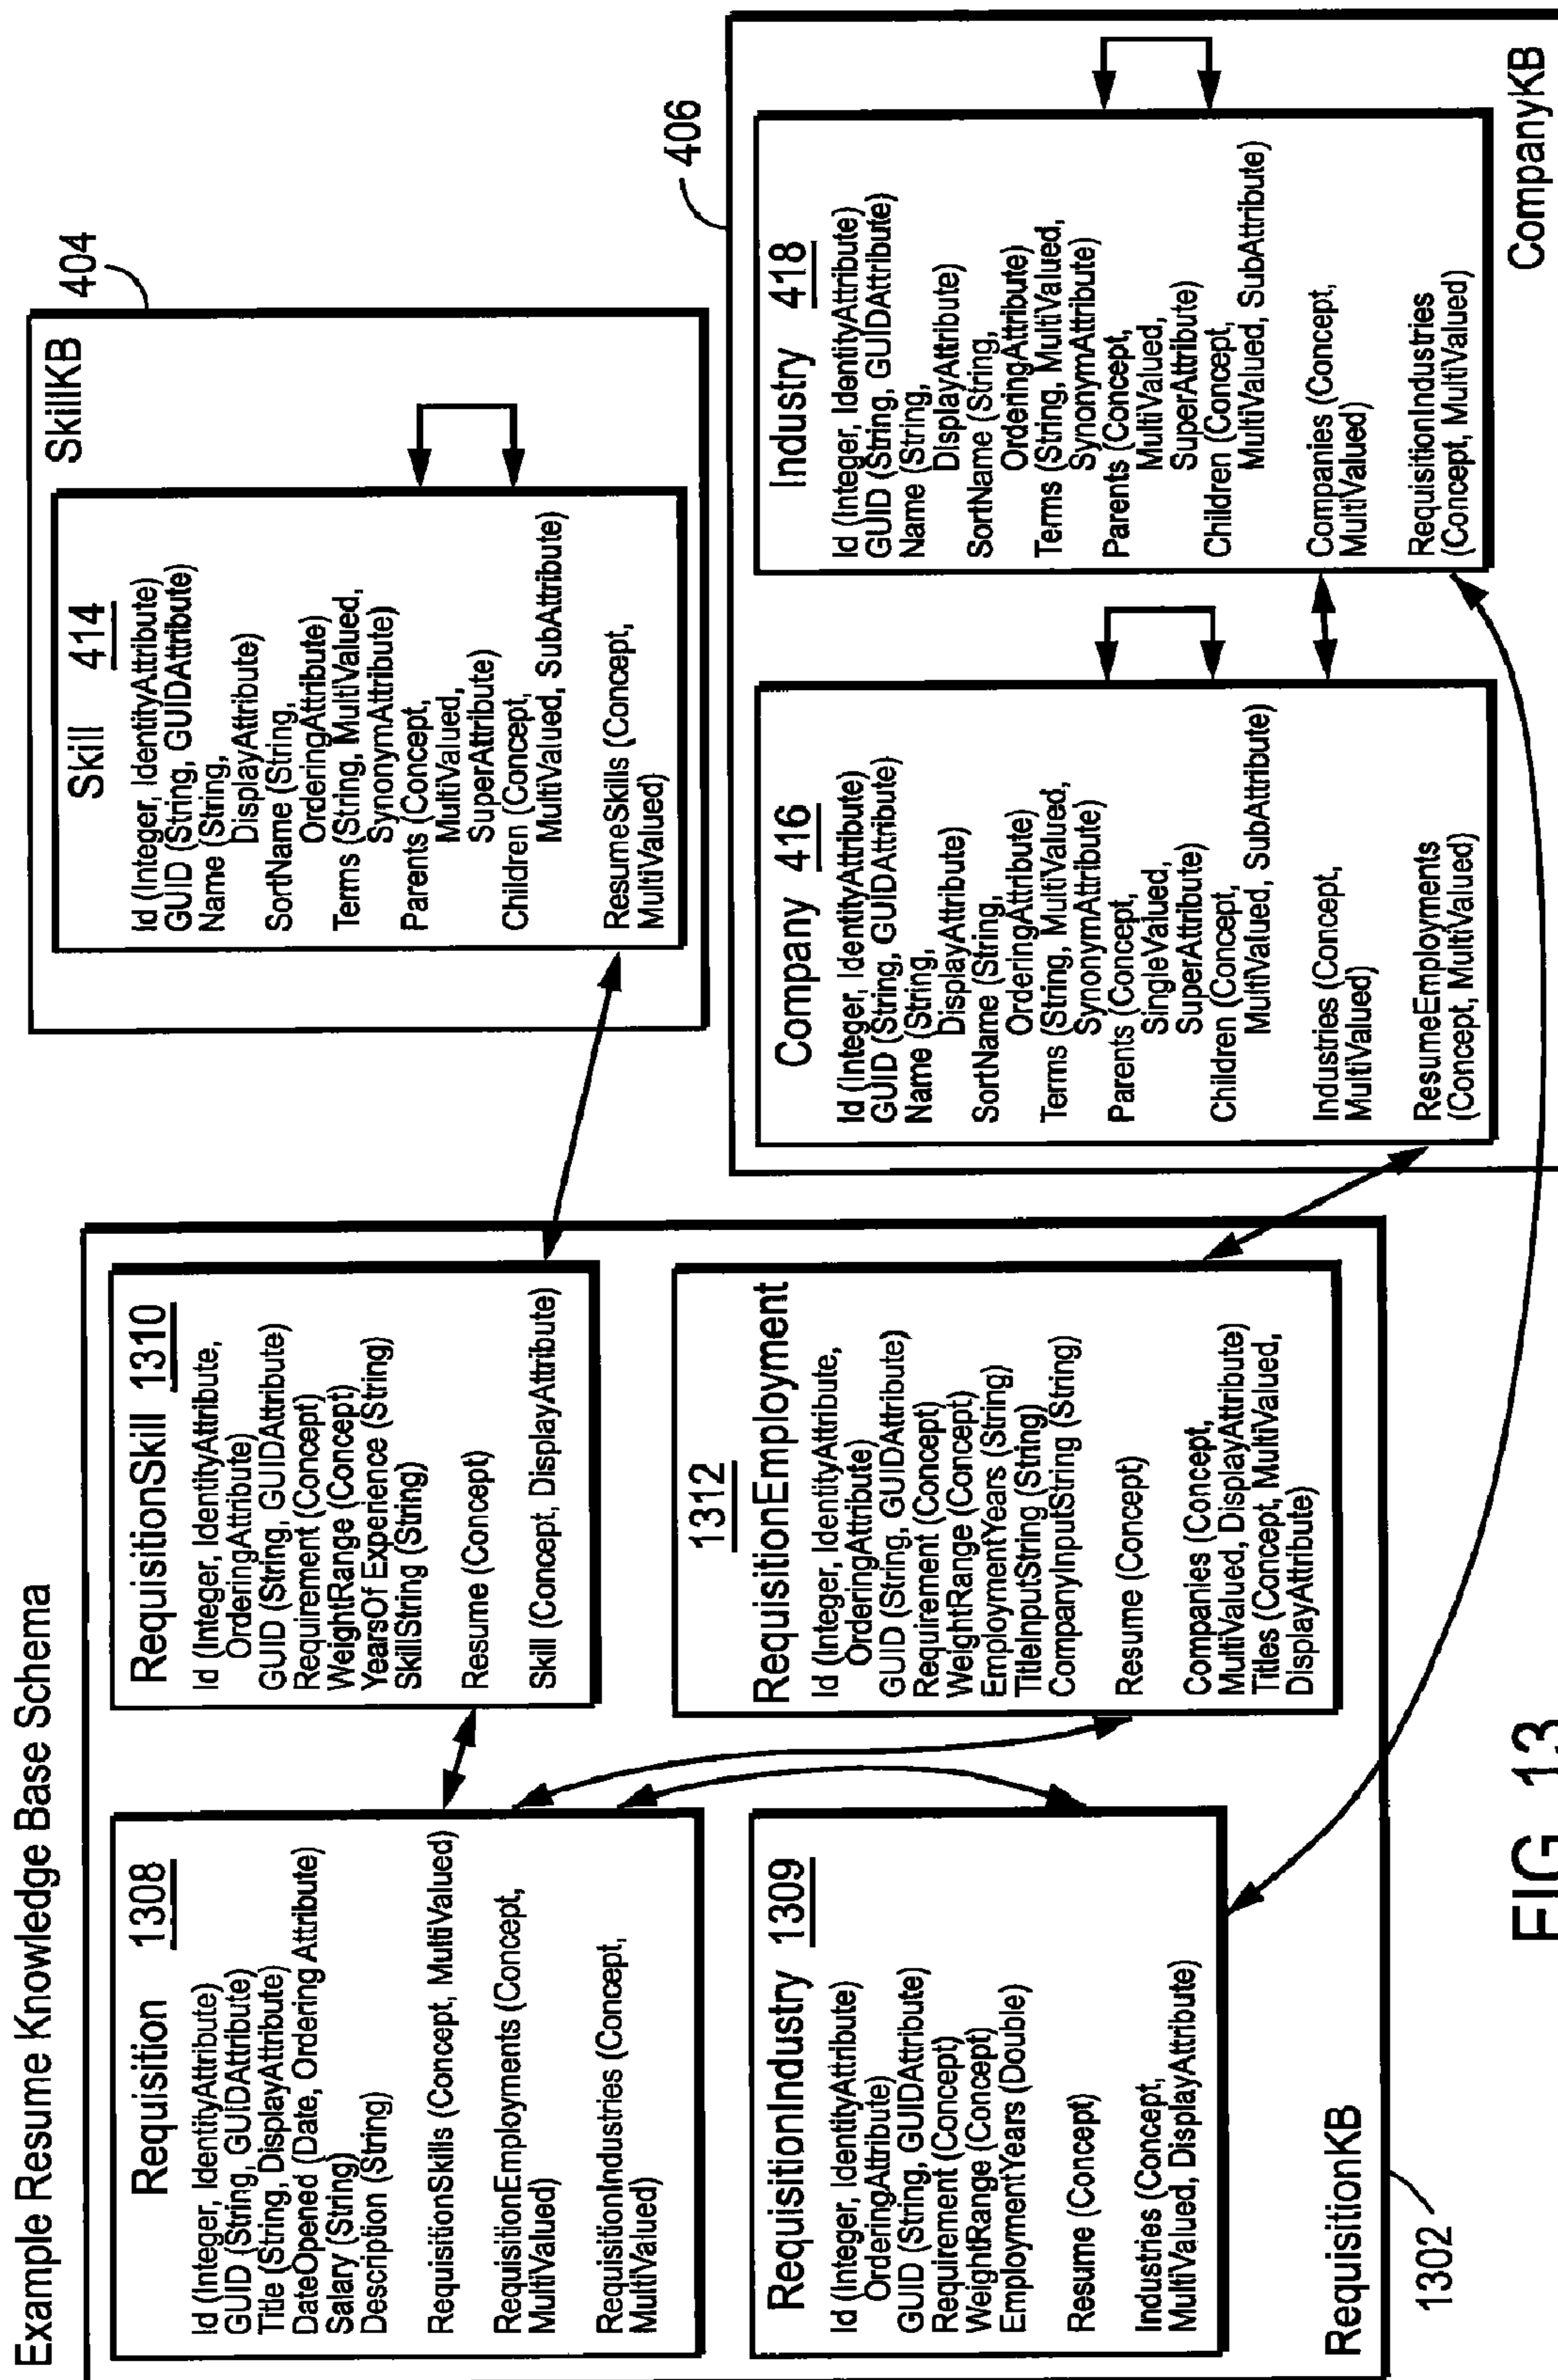 Example Resume Knowledge Base Schema
Requisition 1308
Id (Integer, IdentityAttribute)
GUID (String, GUIDAttribute)
Title (String, DisplayAttribute)
DateOpened (Date, Ordering Attribute)
Salary (String)
Description (String)
RequisitionSkills (Concept, MultiValued)
RequisitionEmployments (Concept,
MultiValued)
RequisitionIndustries (Concept,
MultiValued)
RequisitionSkill 1310
Id (Integer, IdentityAttribute,
OrderingAttribute)
GUID (String, GUIDAttribute)
Requirement (Concept)
WeightRange (Concept)
YearsOf Experience (String)
SkillString (String)
Resume (Concept)
Skill (Concept, DisplayAttribute)
RequisitionIndustry 1309
Id (Integer, IdentityAttribute)
OrderingAttribute)
GUID (String, GUIDAttribute
Requirement (Concept)
WeightRange (Concept)
EmploymentYears (Double)
Resume (Concept)
Industries (Concept,
MultiValued, DisplayAttribute)
1312
RequisitionEmployment
Id (Integer, IdentityAttribute,
OrderingAttribute)
GUID (String, GUIDAttribute)
Requirement (Concept)
WeightRange (Concept)
EmploymentYears (String)
TitleInputString (String)
CompanyInputString (String)
Resume (Concept)
Companies (Concept,
MultiValued, DisplayAttribute)
Titles (Concept, MultiValued,
DisplayAttribute)
RequisitionKB
1302
SkillKB
404
Skill 414
Id (Integer, IdentityAttribute)
GUID (String, GUIDAttribute)
Name (String,
DisplayAttribute)
SortName (String,
OrderingAttribute)
Terms (String, MultiValued,
SynonymAttribute)
Parents (Concept,
MultiValued,
SuperAttribute)
Children (Concept,
MultiValued, SubAttribute)
ResumeSkills (Concept,
MultiValued)
406
Company 416
Id (Integer, IdentityAttribute)
GUID (String, GUIDAttribute)
Name (String,
DisplayAttribute)
SortName (String,
OrderingAttribute)
Terms (String, MultiValued,
SynonymAttribute)
Parents (Concept,
SingleValued,
SuperAttribute)
Children (Concept,
MultiValued, SubAttribute)
Industries (Concept,
MultiValued)
ResumeEmployments
(Concept, MultiValued)
Industry 418
Id (Integer, IdentityAttribute)
GUID (String, GUIDAttribute)
Name (String,
DisplayAttribute)
SortName (String,
OrderingAttribute)
Terms (String, MultiValued,
SynonymAttribute)
Parents (Concept,
MultiValued,
SuperAttribute)
Children (Concept,
MultiValued, SubAttribute)
Companies (Concept,
MultiValued)
RequisitionIndustries
(Concept, MultiValued)
CompanyKB
FIG. 13